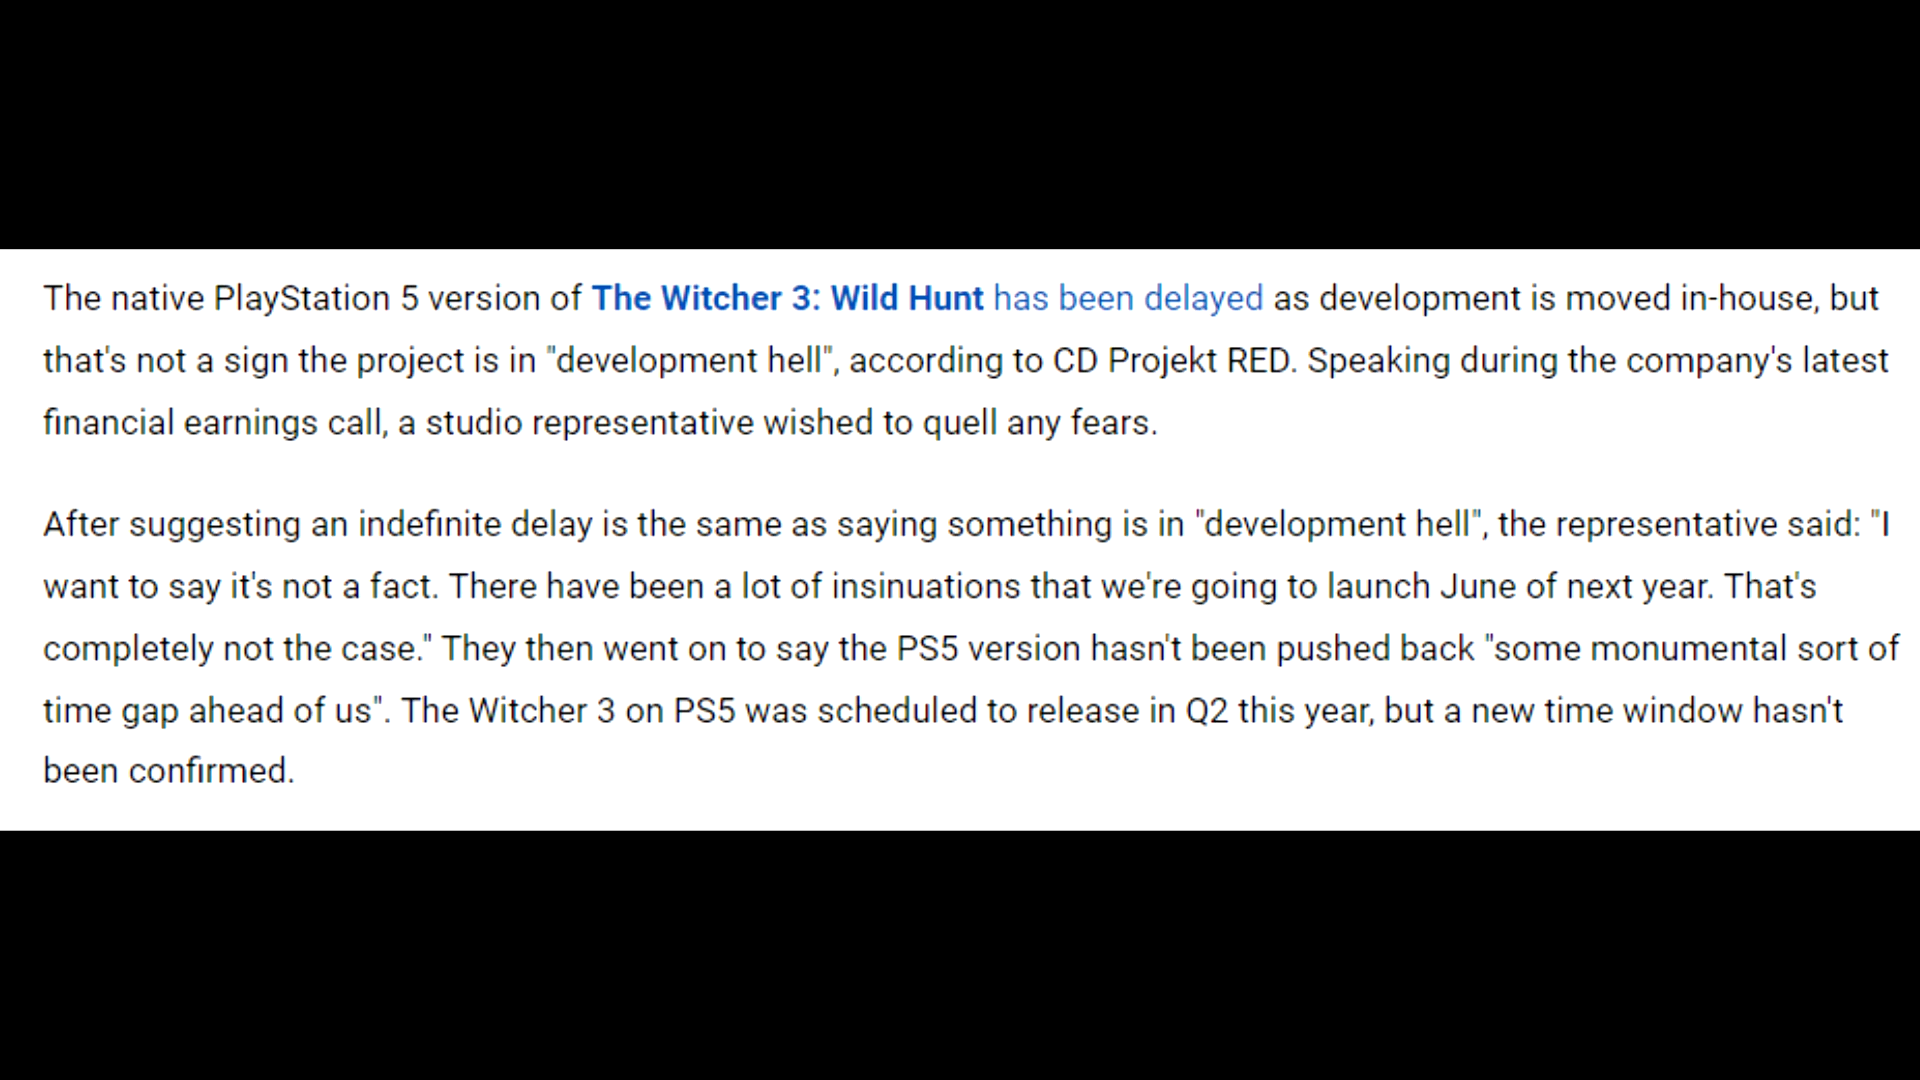 The native PlayStation 5 version of The Witcher 3: Wild Hunt has been delayed as development is moved in-house, but
that's not a sign the project is in "development hell", according to CD Projekt RED. Speaking during the company's latest
financial earnings call, a studio representative wished to quell any fears.
After suggesting an indefinite delay is the same as saying something is in "development hell", the representative said: "I
want to say it's not a fact. There have been a lot of insinuations that we're going to launch June of next year. That's
completely not the case." They then went on to say the PS5 version hasn't been pushed back "some monumental sort of
time gap ahead of us". The Witcher 3 on PS5 was scheduled to release in Q2 this year, but a new time window hasn't
been confirmed.